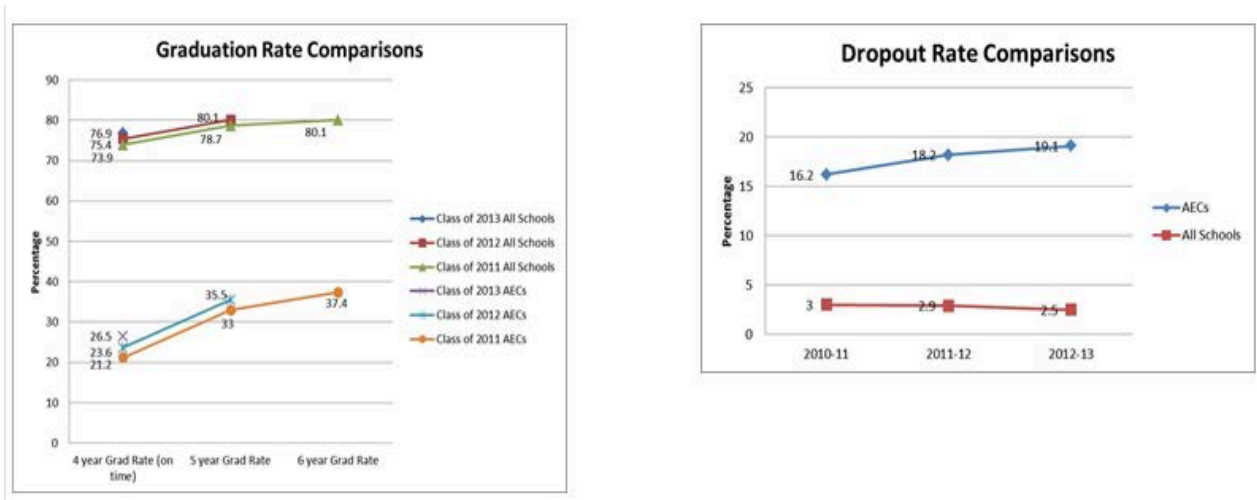 Graduation Rate Comparisons
90
80
70
60
50
40
30
20
10
0
Percentage
76.9
75.4
73.9
80.1
78.7
80.1
26.5
23.6
21.2
35.5
33
37.4
4 year Grad Rate (on
time)
5 year Grad Rate
6 year Grad Rate
Class of 2013 All Schools
Class of 2012 All Schools
Class of 2011 All Schools
Class of 2013 AECs
Class of 2012 AECs
Class of 2011 AECs
Dropout Rate Comparisons
25
20
15
10
5
0
Percentage
16.2
18.2
19.1
3
2.9
2.5
2010-11
2011-12
2012-13
AECs
All Schools